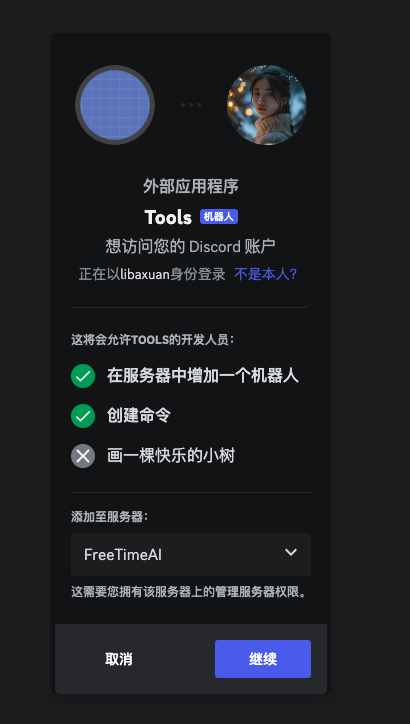 外部应用程序
Tools 机器人
想访问您的 Discord 账户
正在以libaxuan身份登录 不是本人?
这将会允许TOOLS的开发人员:
在服务器中增加一个机器人
创建命令
画一棵快乐的小树
添加至服务器:
FreeTimeAI
这需要您拥有该服务器上的管理服务器权限。
取消 继续